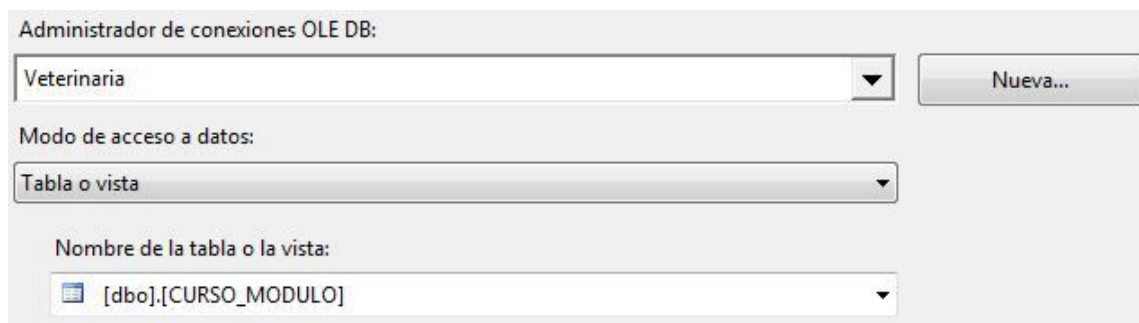 Administrador de conexiones OLE DB:
Veterinaria
Nueva...
Modo de acceso a datos:
Tabla o vista
Nombre de la tabla o la vista:
[dbo].[CURSO_MODULO]